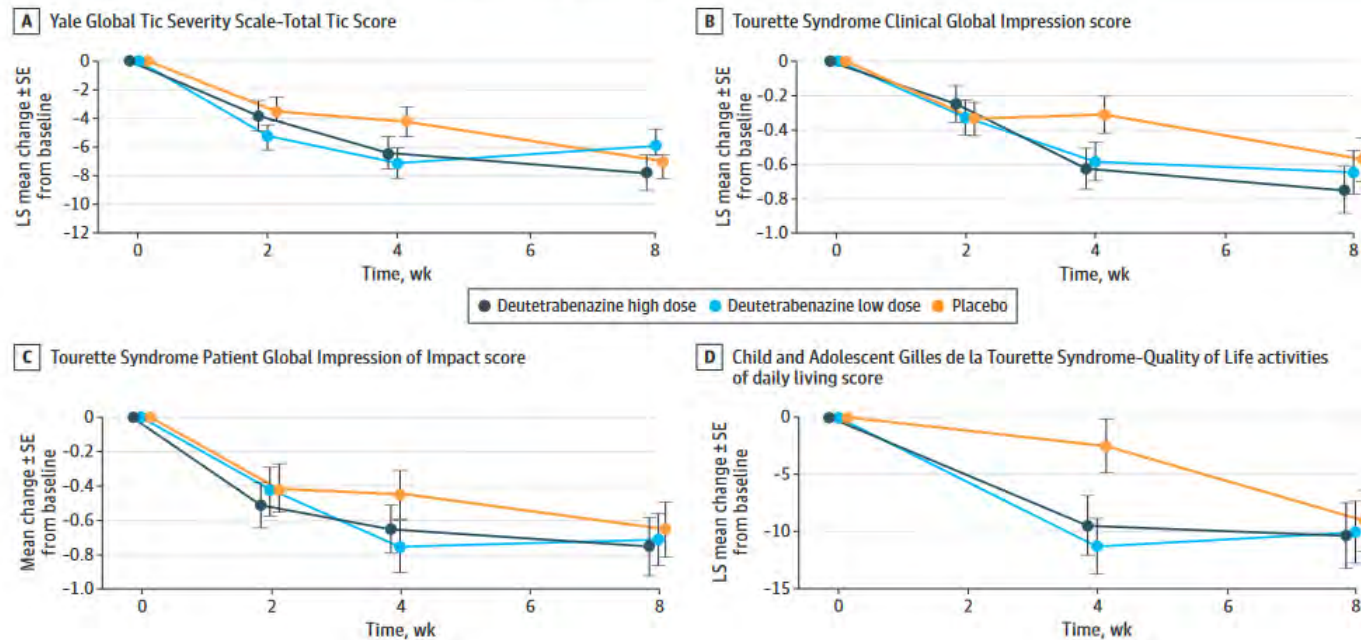 A Yale Global Tic Severity Scale-Total Tic Score
LS mean change ± SE
from baseline
0
-2
-4
-6
-8
-10
-12
0
2
4
6
8
Time, wk
B Tourette Syndrome Clinical Global Impression score
LS mean change ± SE
from baseline
0
-0.2
-0.4
-0.6
-0.8
-1.0
0
2
4
6
8
Time, wk
Deutetrabenazine high dose Deutetrabenazine low dose Placebo
C Tourette Syndrome Patient Global Impression of Impact score
Mean change ± SE
from baseline
0
-0.2
-0.4
-0.6
-0.8
-1.0
0
2
4
6
8
Time, wk
D Child and Adolescent Gilles de la Tourette Syndrome-Quality of Life activities
of daily living score
LS mean change ± SE
from baseline
0
-5
-10
-15
0
2
4
6
8
Time, wk